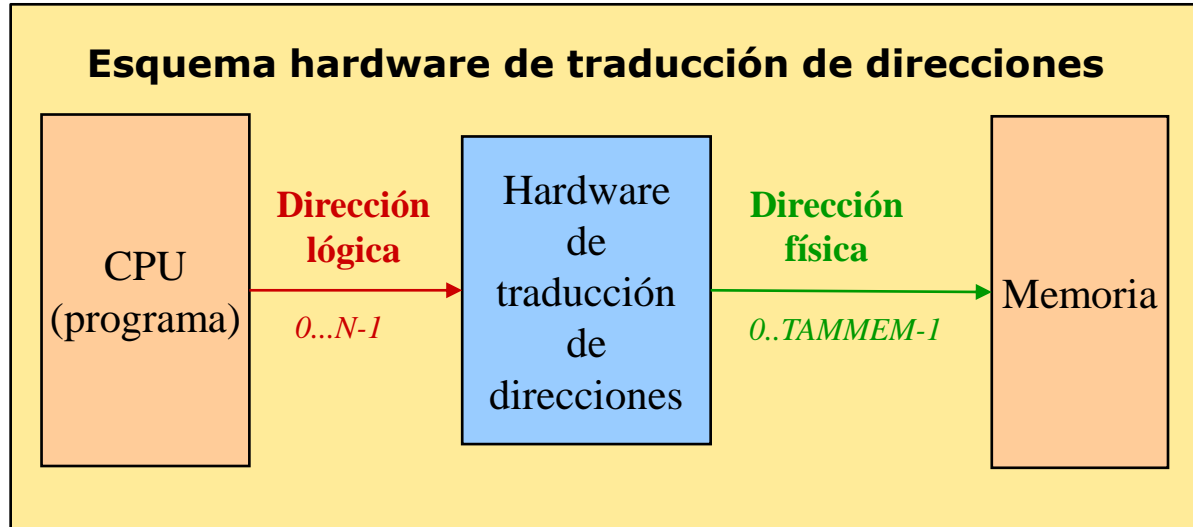 Esquema hardware de traducción de direcciones
CPU
(programa)
Dirección
lógica
0...N-1
Hardware
de
traducción
de
direcciones
Dirección
física
0..TAMMEM-1
Memoria